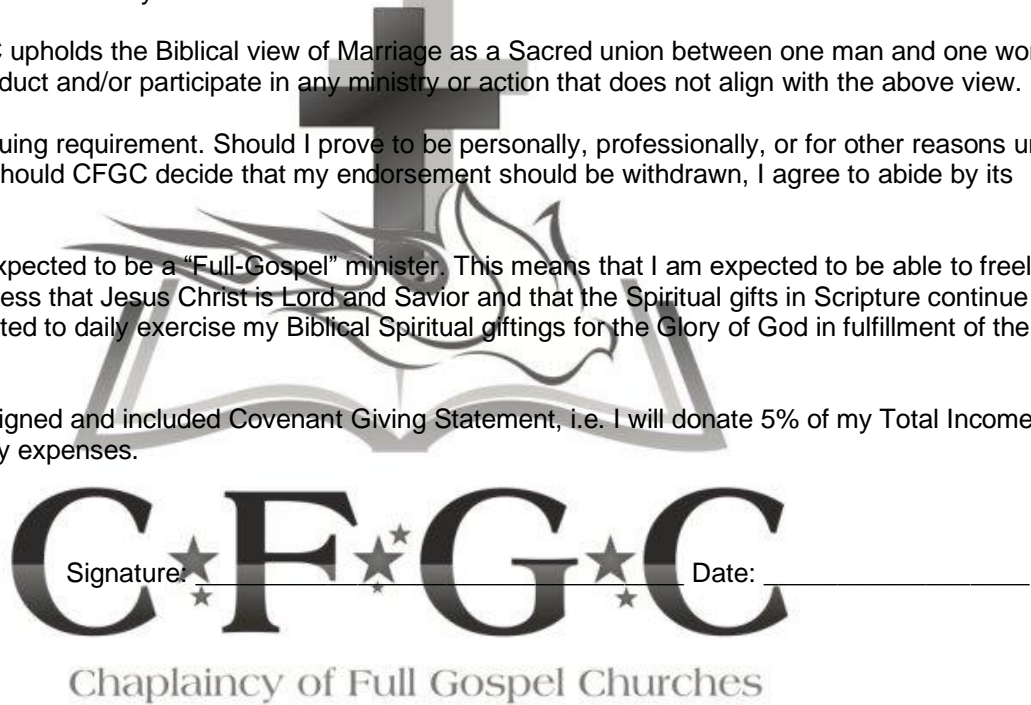 upholds the Biblical view of Marriage as a Sacred union between one man and one
duct and/or participate in any ministry or action that does not align with the above view.
uing requirement. Should I prove to be personally, professionally, or for other reasons
hould CFGC decide that my endorsement should be withdrawn, I agree to abide by its
xpected to be a “Full-Gospel” minister. This means that I am expected to be able to
ess that Jesus Christ is Lord and Savior and that the Spiritual gifts in Scripture continue
ted to daily exercise my Biblical Spiritual giftings for the Glory of God in fulfillment of the
igned and included Covenant Giving Statement, i.e. I will donate 5% of my Total Income
y expenses.
CFGC
Signature: ____________________ Date: ____________________
Chaplaincy of Full Gospel Churches